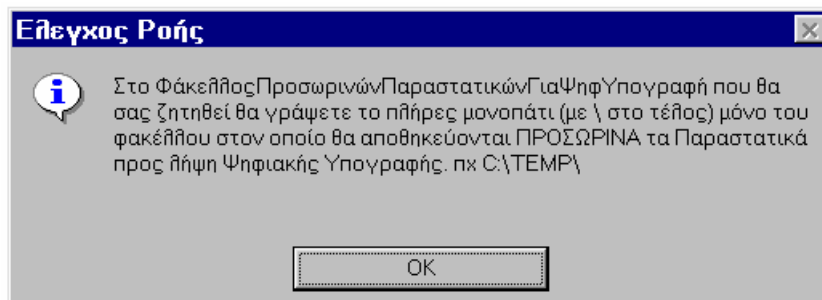 Ελεγχος Ροής
Στο ΦάκελλοςΠροσωρινώνΠαραστατικώνΓιαΨηφΥπογραφή που θα
σας ζητηθεί θα γράψετε το πλήρες μονοπάτι (με \ στο τέλος) μόνο του
φακέλλου στον οποίο θα αποθηκεύονται ΠΡΟΣΩΡΙΝΑ τα Παραστατικά
προς λήψη Ψηφιακής Υπογραφής. πχ C:\TEMP\
OK